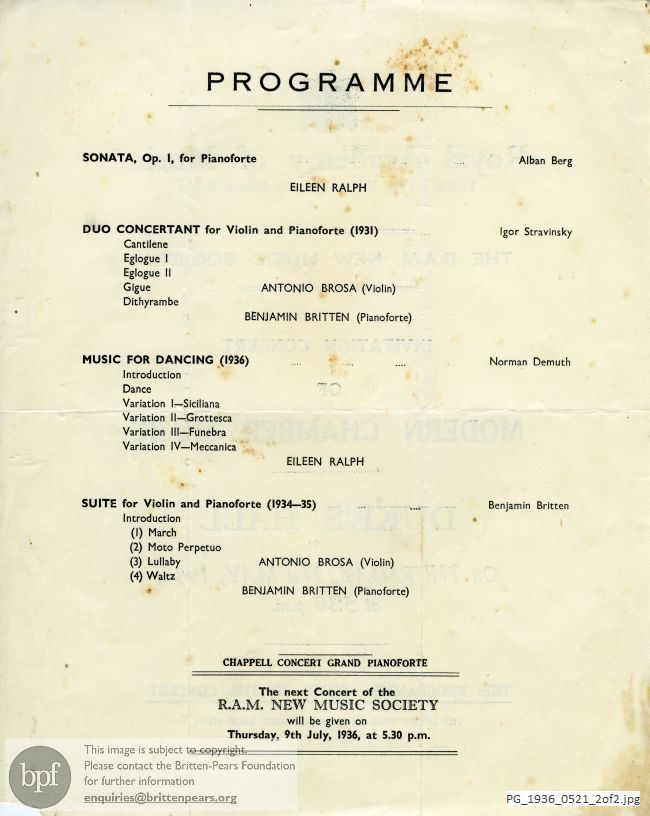 PROGRAMME
SONATA, Op. 1, for Pianoforte .... Alban Berg
EILEEN RALPH
DUO CONCERTANT for Violin and Pianoforte (1931) .... Igor Stravinsky
Cantilene
Eglogue I
Eglogue II
Gigue ANTONIO BROSA (Violin)
Dithyrambe
BENJAMIN BRITTEN (Pianoforte)
MUSIC FOR DANCING (1936) .... .... .... .... Norman Demuth
Introduction
Dance
Variation I—Siciliana
Variation II—Grottesca
Variation III—Funebra
Variation IV—Meccanica
EILEEN RALPH
SUITE for Violin and Pianoforte (1934—35) .... .... Benjamin Britten
Introduction
(1) March
(2) Moto Perpetuo
(3) Lullaby ANTONIO BROSA (Violin)
(4) Waltz
BENJAMIN BRITTEN (Pianoforte)
CHAPPELL CONCERT GRAND PIANOFORTE
The next Concert of the
R.A.M. NEW MUSIC SOCIETY
will be given on
Thursday, 9th July, 1936, at 5.30 p.m.
bpf
This image is subject to copyright.
Please contact the Britten-Pears Foundation
for further information
enquiries@brittenpears.org
PG_1936_0521_2of2.jpg